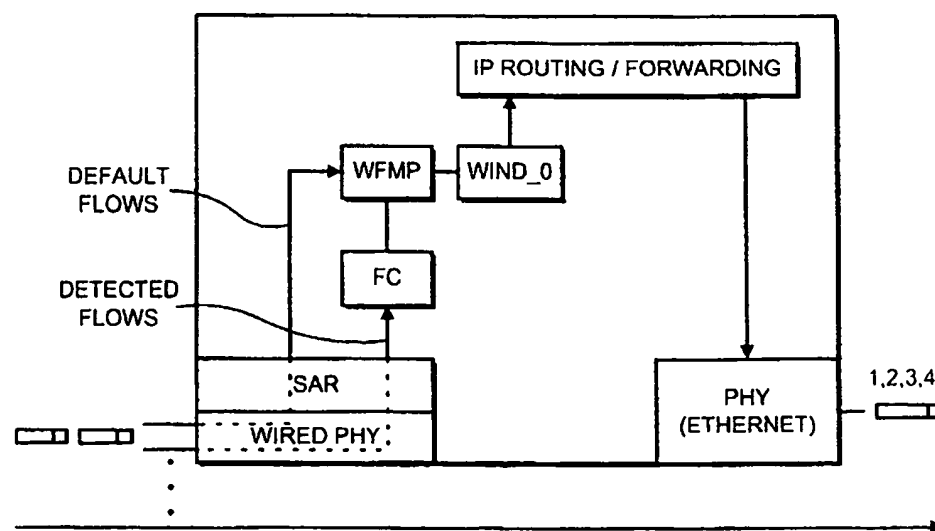 IP ROUTING / FORWARDING
WFMP
WIND_0
DEFAULT
FLOWS
FC
DETECTED
FLOWS
SAR
WIRED PHY
PHY
(ETHERNET)
1,2,3,4